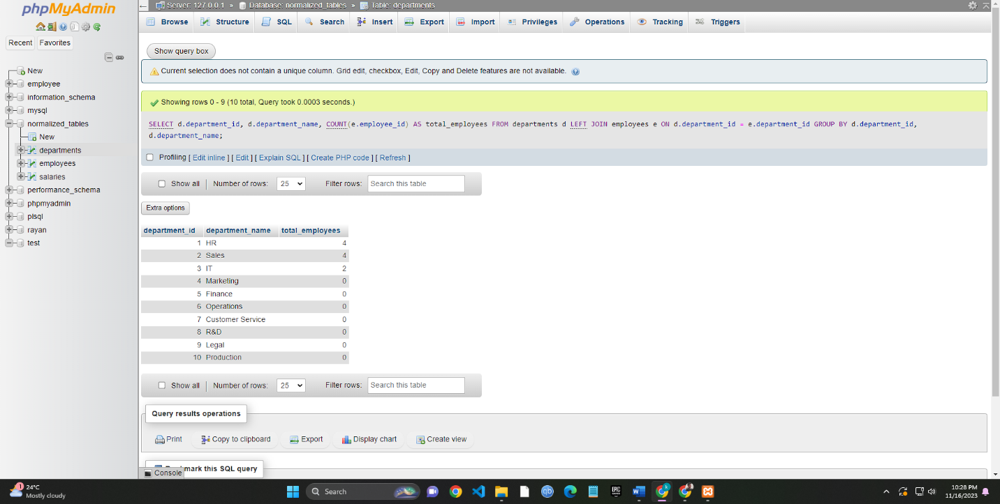 phpMyAdmin
Recent Favorites
New
employee
information_schema
mysql
normalized_tables
New
departments
employees
salaries
performance_schema
phpmyadmin
plsql
rayan
test
Server: 127.0.0.1 » Database: normalized_tables » Table: departments
Browse Structure SQL Search Insert Export Import Privileges Operations Tracking Triggers
Show query box
Current selection does not contain a unique column. Grid edit, checkbox, Edit, Copy and Delete features are not available.
Showing rows 0 - 9 (10 total, Query took 0.0003 seconds.)
SELECT d.department_id, d.department_name, COUNT(e.employee_id) AS total_employees FROM departments d LEFT JOIN employees e ON d.department_id = e.department_id GROUP BY d.department_id,
d.department_name;
Profiling [ Edit inline ] [ Edit ] [ Explain SQL ] [ Create PHP code ] [ Refresh ]
Show all Number of rows: 25 Filter rows: Search this table
Extra options
department_id department_name total_employees
1 HR 4
2 Sales 4
3 IT 2
4 Marketing 0
5 Finance 0
6 Operations 0
7 Customer Service 0
8 R&D 0
9 Legal 0
10 Production 0
Show all Number of rows: 25 Filter rows: Search this table
Query results operations
Print Copy to clipboard Export Display chart Create view
mark this SQL query
Console
1 24°C
Mostly cloudy
Search
EPIC
GAMES
k
10:28 PM
11/16/2023